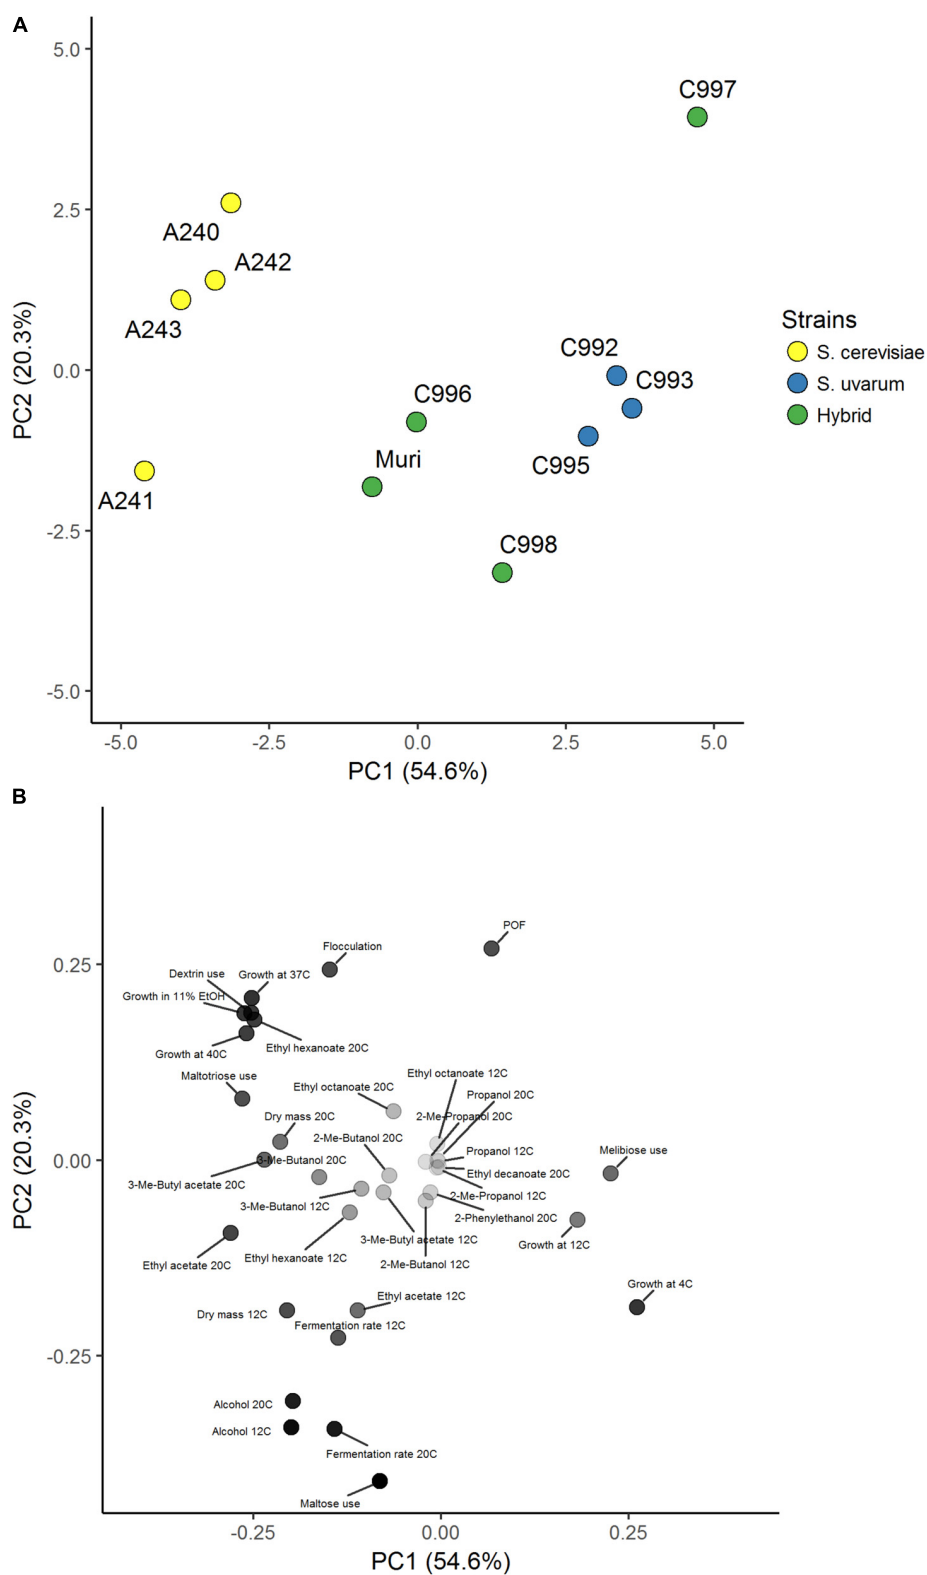 A
5.0
C997
2.5
A240
A242
A243
Strains
S. cerevisiae
S. uvarum
Hybrid
PC2 (20.3%)
0.0
C992
C993
C996
Muri
C995
A241
-2.5
C998
-5.0
-5.0 -2.5 0.0 2.5 5.0
PC1 (54.6%)
B
POF
Flocculation
0.25
Dextrin use
Growth at 37C
Growth in 11% EtOH
Growth at 40C
Ethyl hexanoate 20C
Maltotriose use
Ethyl octanoate 12C
Ethyl octanoate 20C
Propanol 20C
Dry mass 20C
2-Me-Propanol 20C
2-Me-Butanol 20C
Propanol 12C
Melibiose use
PC2 (20.3%)
0.00
3-Me-Butanol 20C
Ethyl decanoate 20C
3-Me-Butyl acetate 20C
2-Me-Propanol 12C
3-Me-Butanol 12C
2-Phenylethanol 20C
3-Me-Butyl acetate 12C
Growth at 12C
Ethyl acetate 20C
Ethyl hexanoate 12C
2-Me-Butanol 12C
Growth at 4C
Ethyl acetate 12C
Dry mass 12C
Fermentation rate 12C
-0.25
Alcohol 20C
Alcohol 12C
Fermentation rate 20C
Maltose use
-0.25 0.00 0.25
PC1 (54.6%)